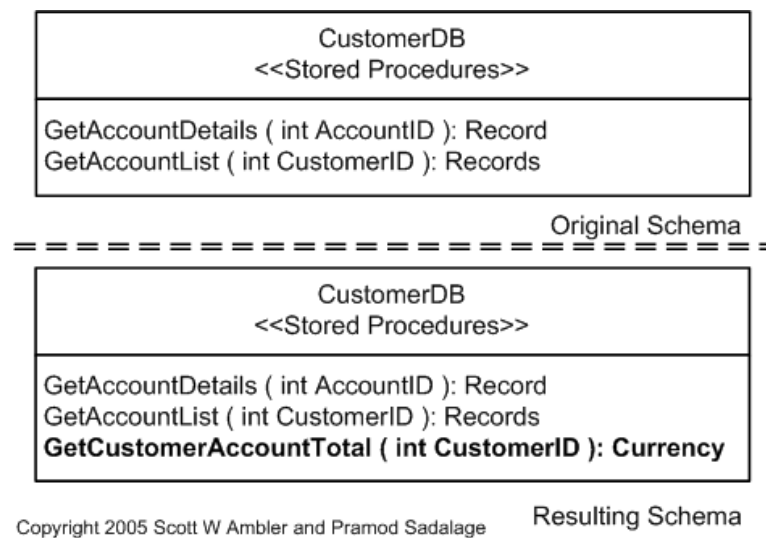 CustomerDB
<<Stored Procedures>>
GetAccountDetails ( int AccountID ): Record
GetAccountList ( int CustomerID ): Records
Original Schema
CustomerDB
<<Stored Procedures>>
GetAccountDetails ( int AccountID ): Record
GetAccountList ( int CustomerID ): Records
GetCustomerAccountTotal ( int CustomerID ): Currency
Resulting Schema
Copyright 2005 Scott W Ambler and Pramod Sadalage